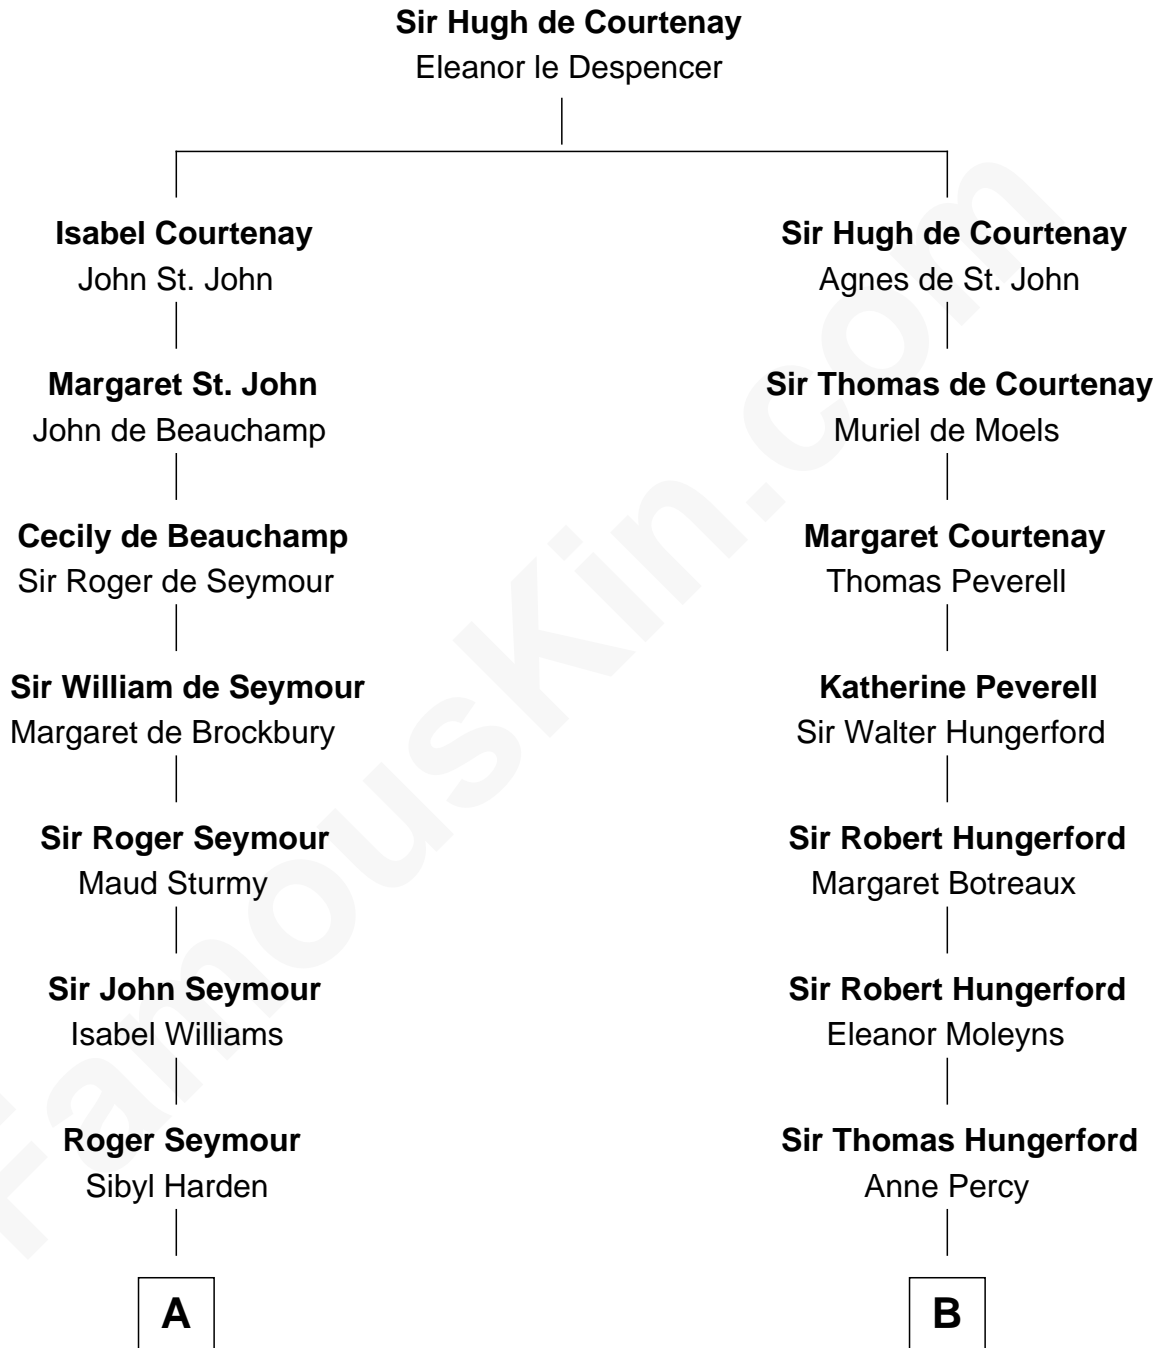 Sir Hugh de Courtenay
Eleanor le Despencer
Isabel Courtenay
John St. John
Sir Hugh de Courtenay
Agnes de St. John
Margaret St. John
John de Beauchamp
Sir Thomas de Courtenay
Muriel de Moels
Cecily de Beauchamp
Sir Roger de Seymour
Margaret Courtenay
Thomas Peverell
Sir William de Seymour
Margaret de Brockbury
Katherine Peverell
Sir Walter Hungerford
Sir Roger Seymour
Maud Sturmy
Sir Robert Hungerford
Margaret Botreaux
Sir John Seymour
Isabel Williams
Sir Robert Hungerford
Eleanor Moleyns
Roger Seymour
Sibyl Harden
Sir Thomas Hungerford
Anne Percy
A
B
FamousKin.com